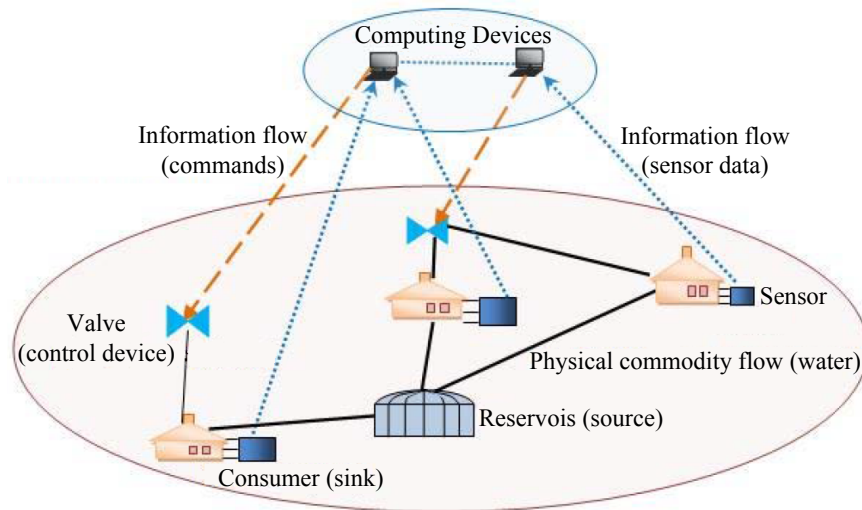 Computing Devices
Information flow
(commands)
Information flow
(sensor data)
Sensor
Valve
(control device)
Physical commodity flow (water)
Reservois (source)
Consumer (sink)